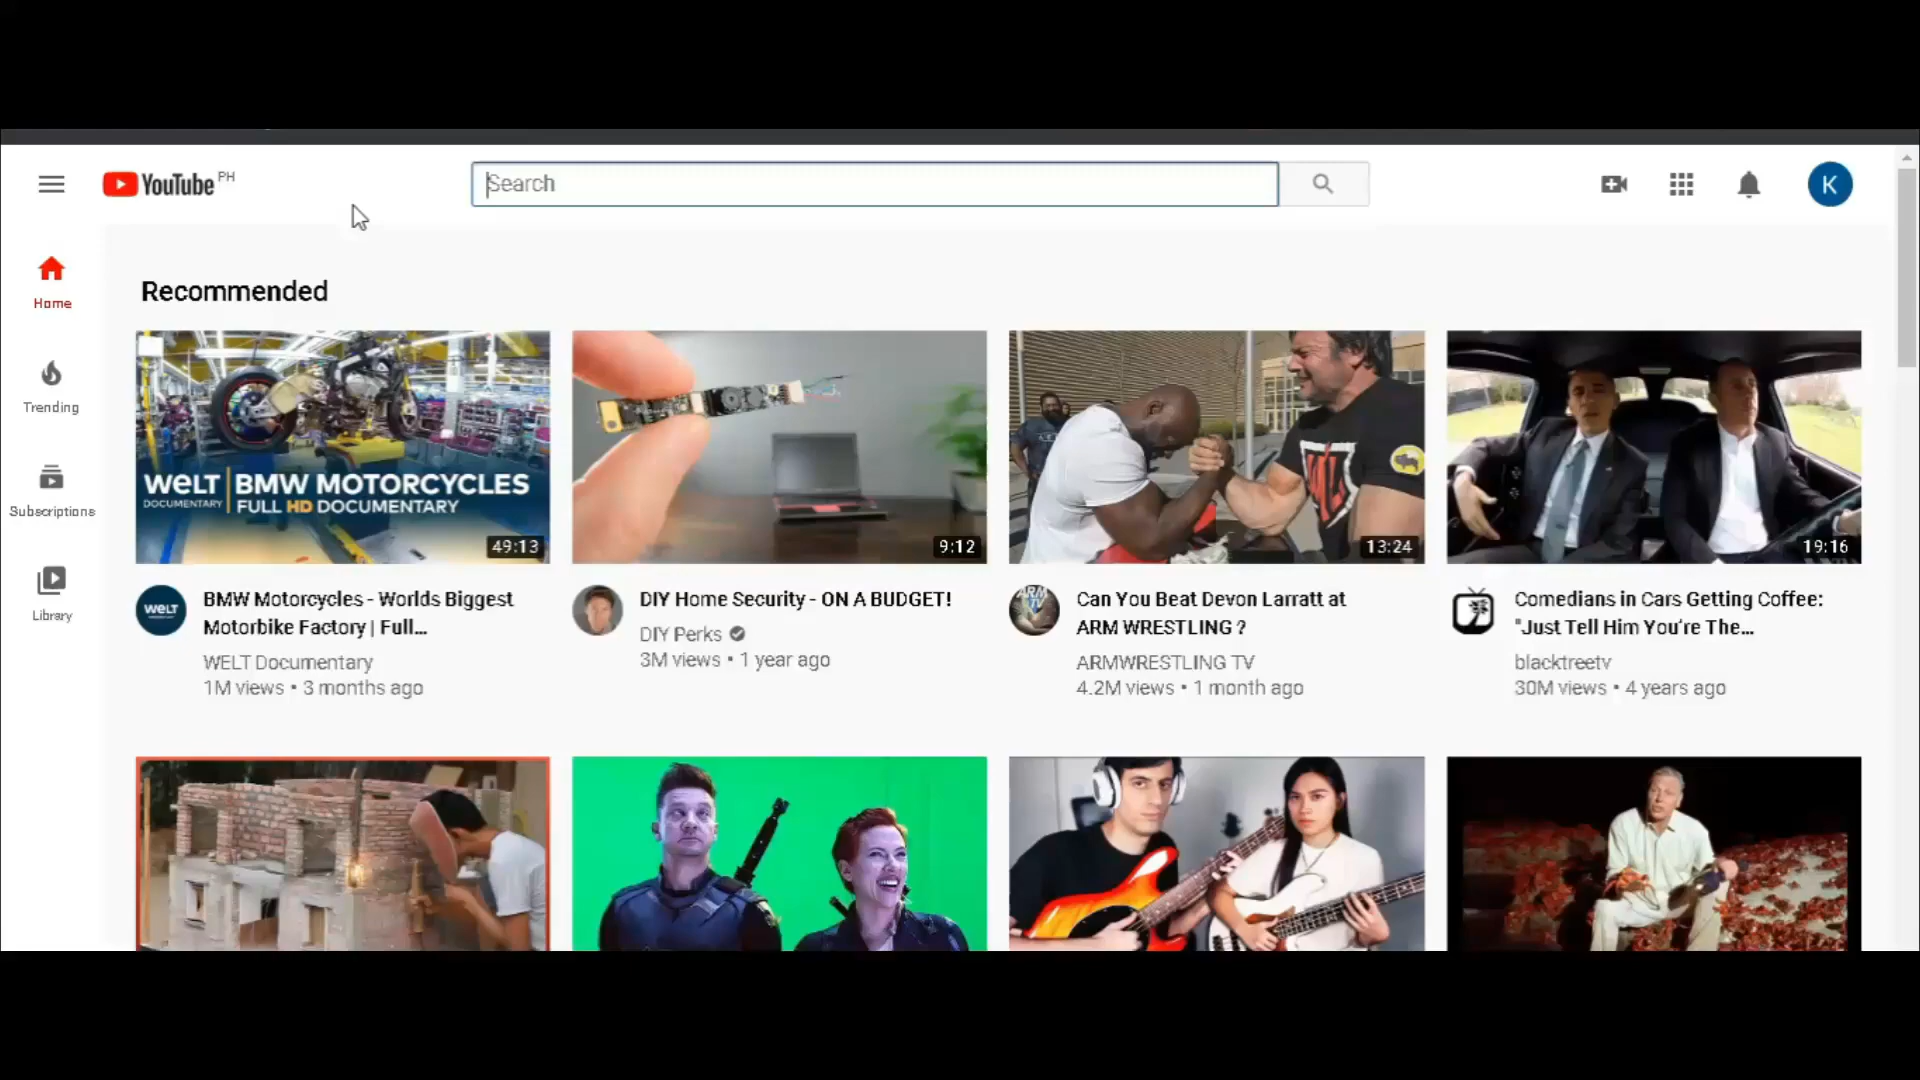 YouTube PH
Search
K
Home
Trending
Subscriptions
Library
Recommended
WELT DOCUMENTARY
BMW MOTORCYCLES
FULL HD DOCUMENTARY
49:13
9:12
13:24
19:16
WELT
BMW Motorcycles - Worlds Biggest
Motorbike Factory | Full...
WELT Documentary
1M views • 3 months ago
DIY Home Security - ON A BUDGET!
DIY Perks
3M views • 1 year ago
ARM
TV
Can You Beat Devon Larratt at
ARM WRESTLING ?
ARMWRESTLING TV
4.2M views • 1 month ago
Comedians in Cars Getting Coffee:
"Just Tell Him You're The...
blacktreetv
30M views • 4 years ago